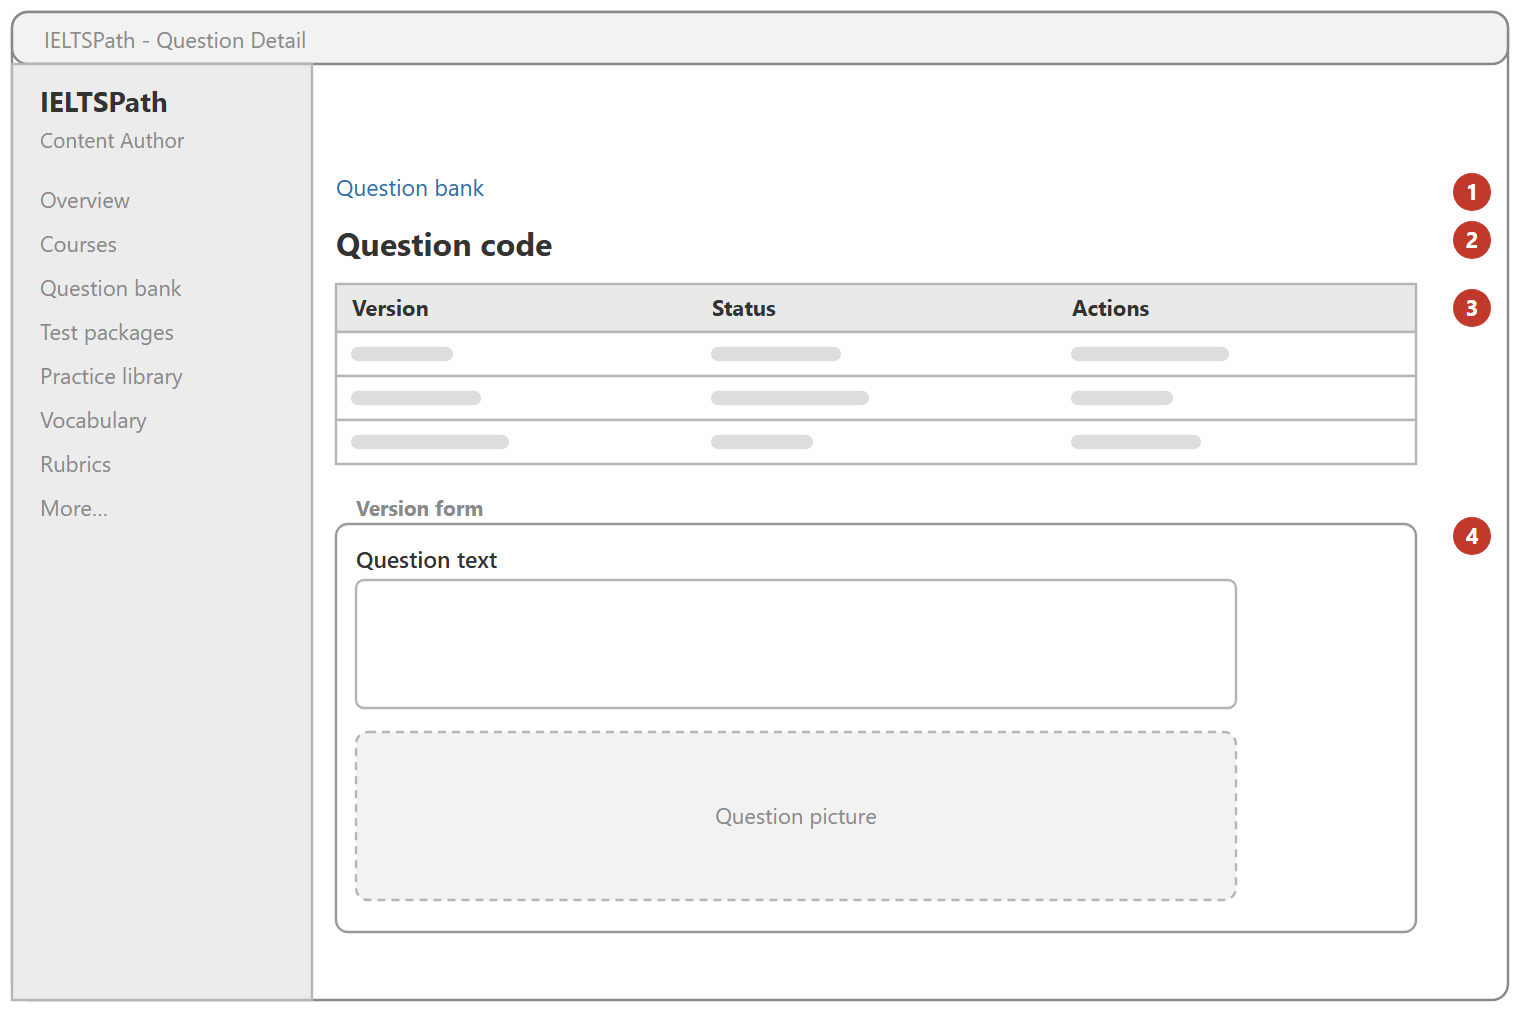 IELTSPath - Question Detail
IELTSPath
Content Author
Overview
Courses
Question bank
Test packages
Practice library
Vocabulary
Rubrics
More...
Question bank
1
Question code
2
Version Status Actions
3
Version form
4
Question text
Question picture